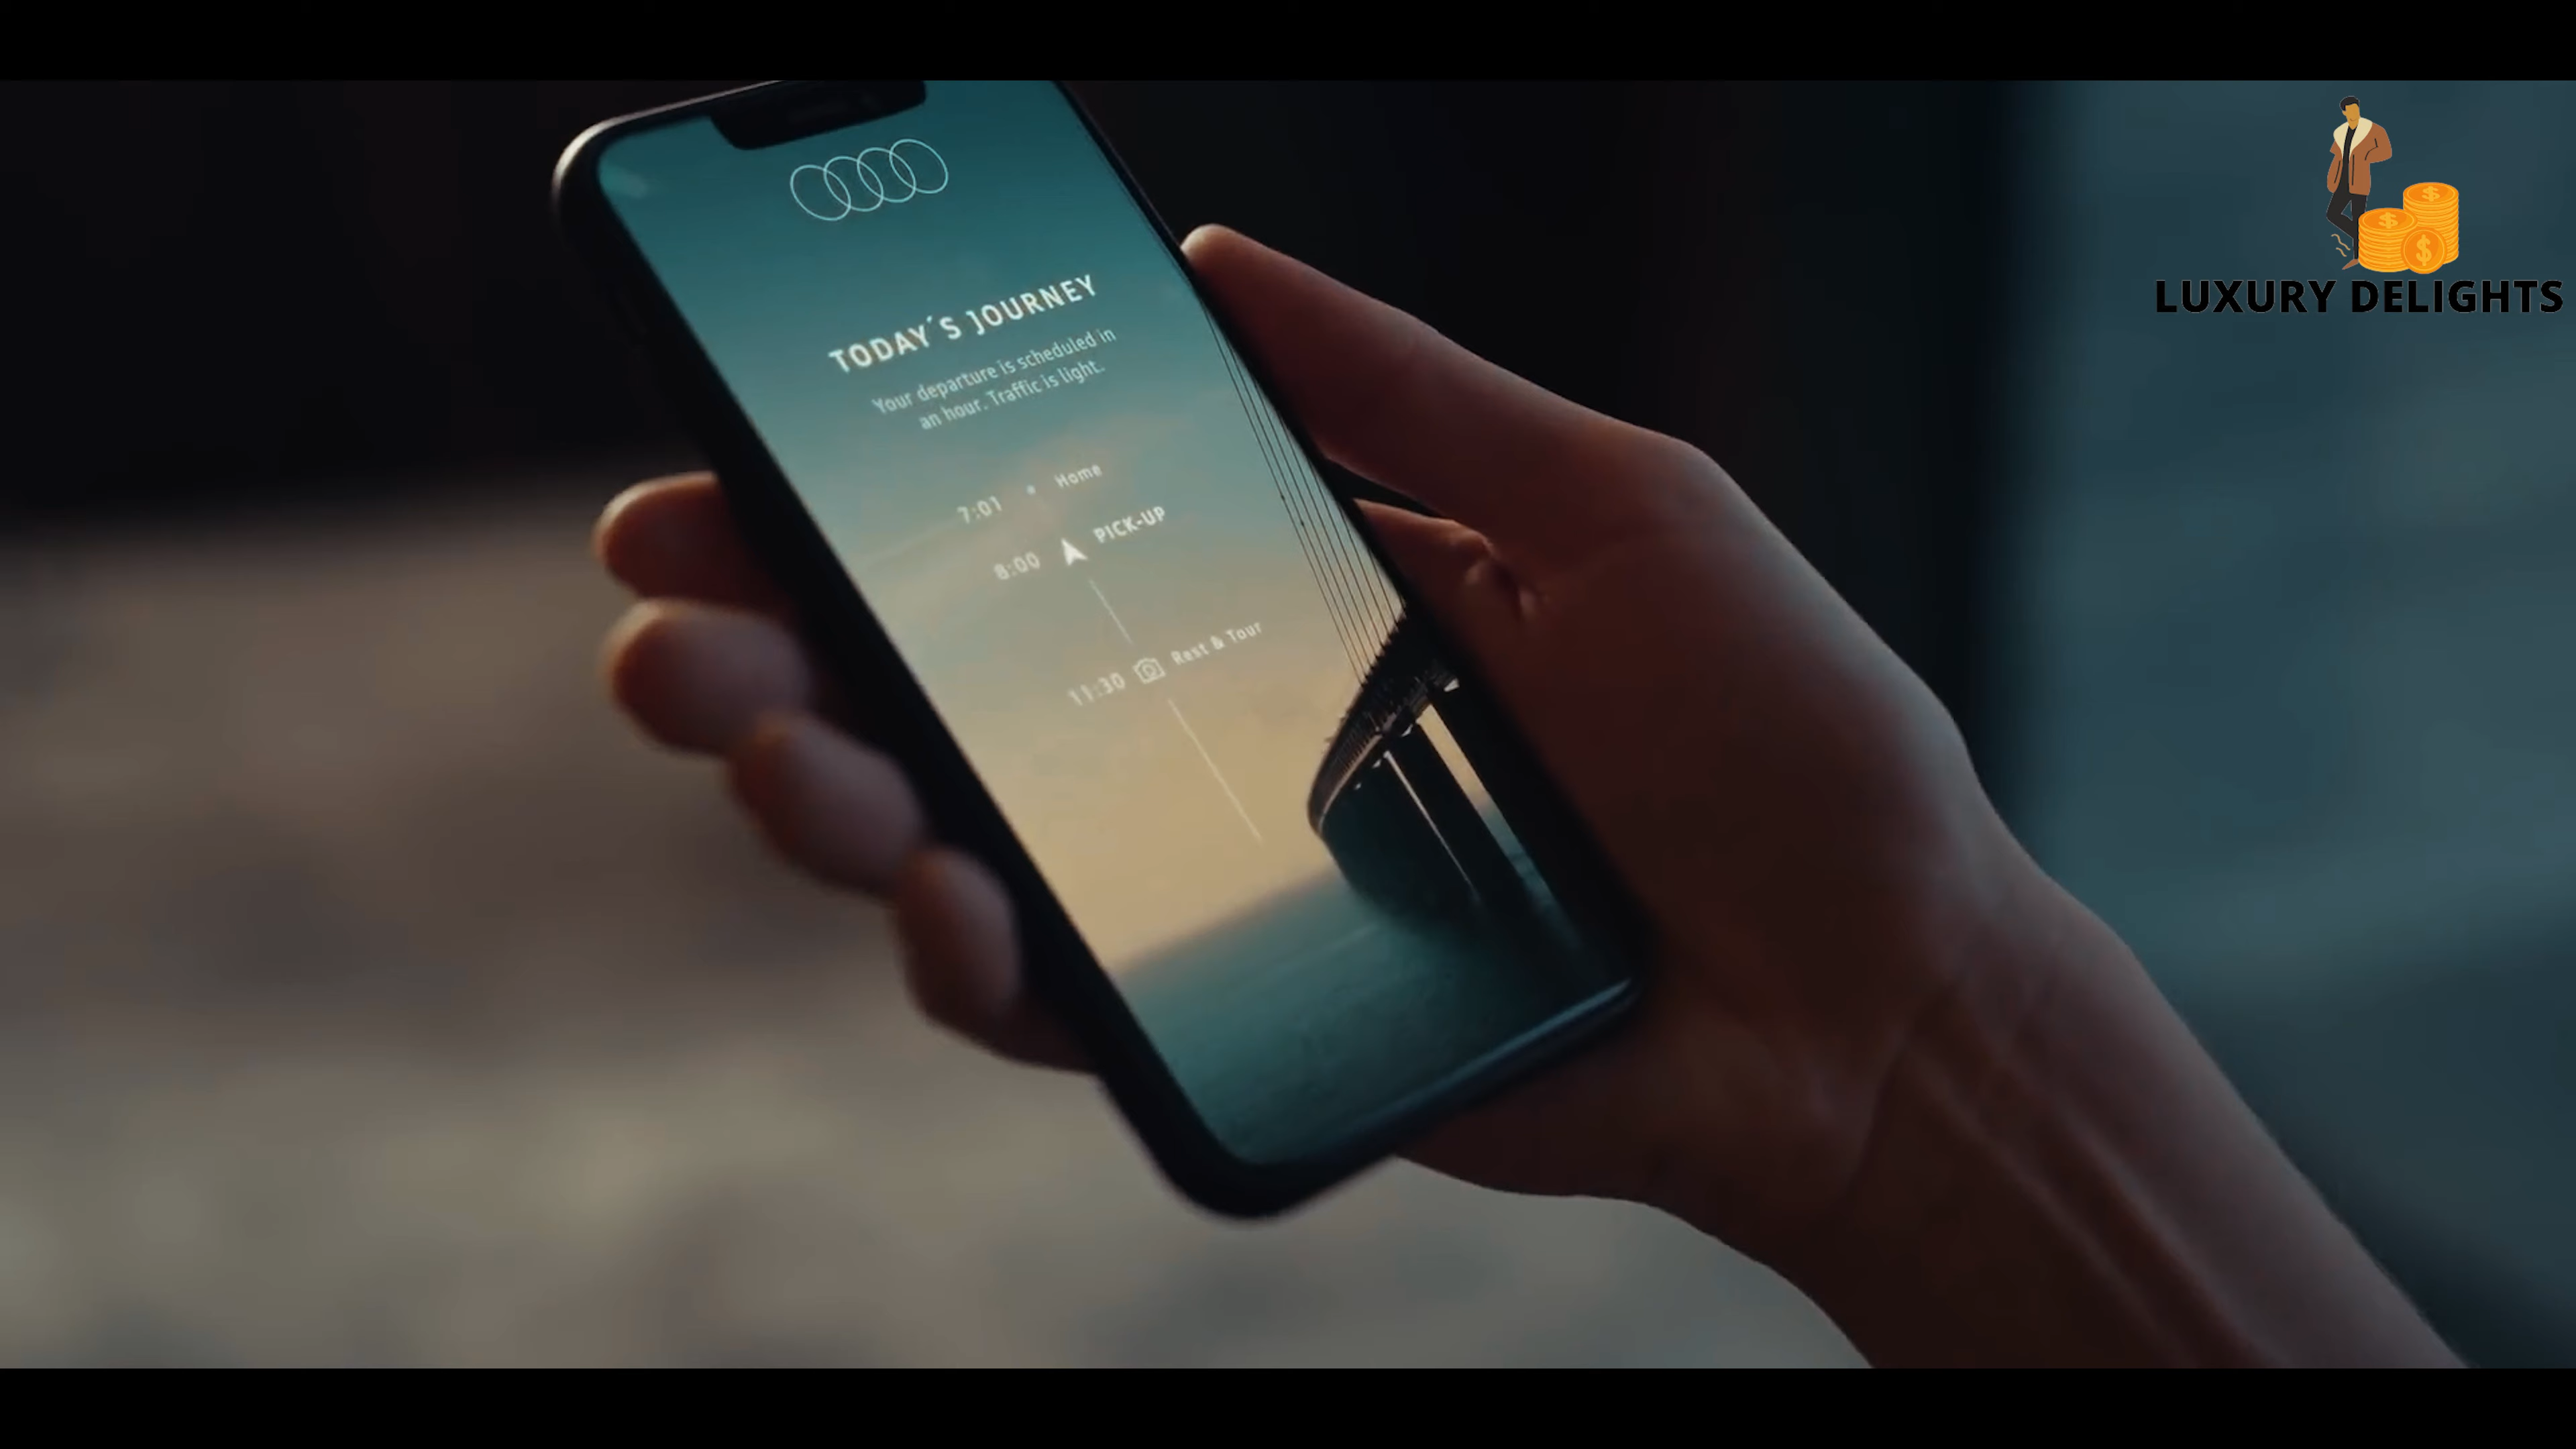 TODAY´S JOURNEY
Your departure is scheduled in
an hour. Traffic is light.
7:01 Home
8:00 PICK-UP
11:30 Rest & Tour
LUXURY DELIGHTS